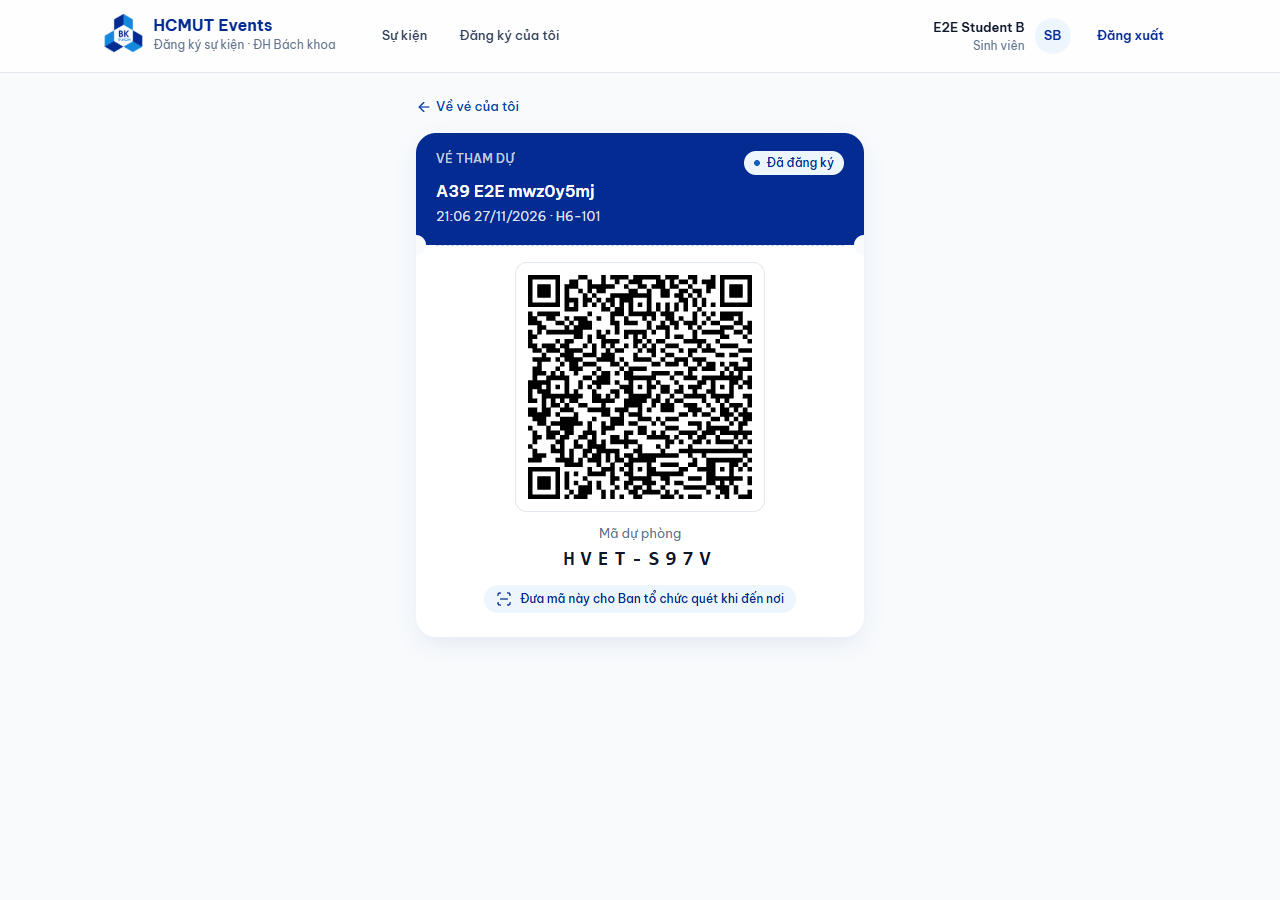 HCMUT Events
Đăng ký sự kiện · ĐH Bách khoa
Sự kiện
Đăng ký của tôi
E2E Student B
Sinh viên
SB
Đăng xuất
BK
Về vé của tôi
VÉ THAM DỰ
Đã đăng ký
A39 E2E mwz0y5mj
21:06 27/11/2026 · H6-101
Mã dự phòng
HVET-S97V
Đưa mã này cho Ban tổ chức quét khi đến nơi